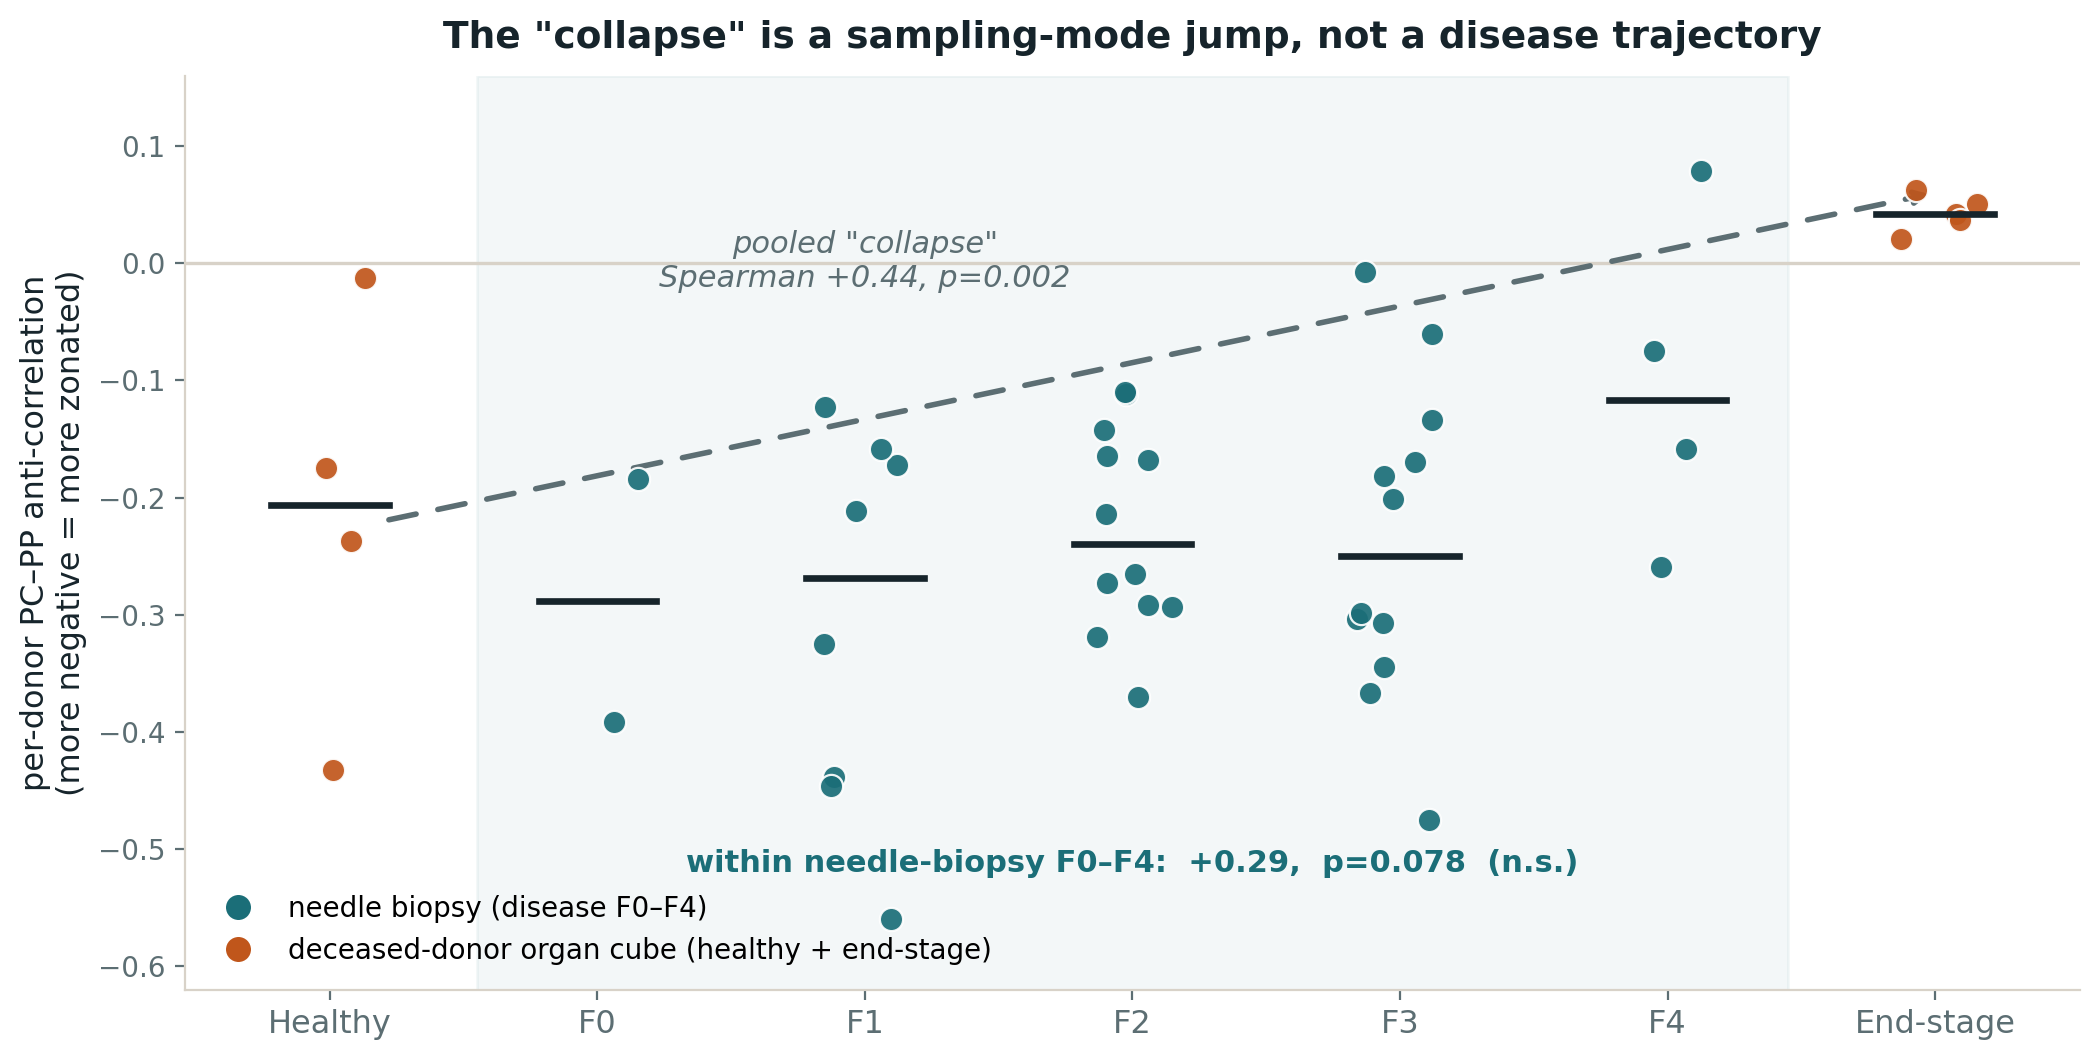 The "collapse" is a sampling-mode jump, not a disease trajectory
per-donor PC–PP anti-correlation
(more negative = more zonated)
0.1
0.0
−0.1
−0.2
−0.3
−0.4
−0.5
−0.6
pooled "collapse"
Spearman +0.44, p=0.002
within needle-biopsy F0–F4: +0.29, p=0.078 (n.s.)
needle biopsy (disease F0–F4)
deceased-donor organ cube (healthy + end-stage)
Healthy F0 F1 F2 F3 F4 End-stage